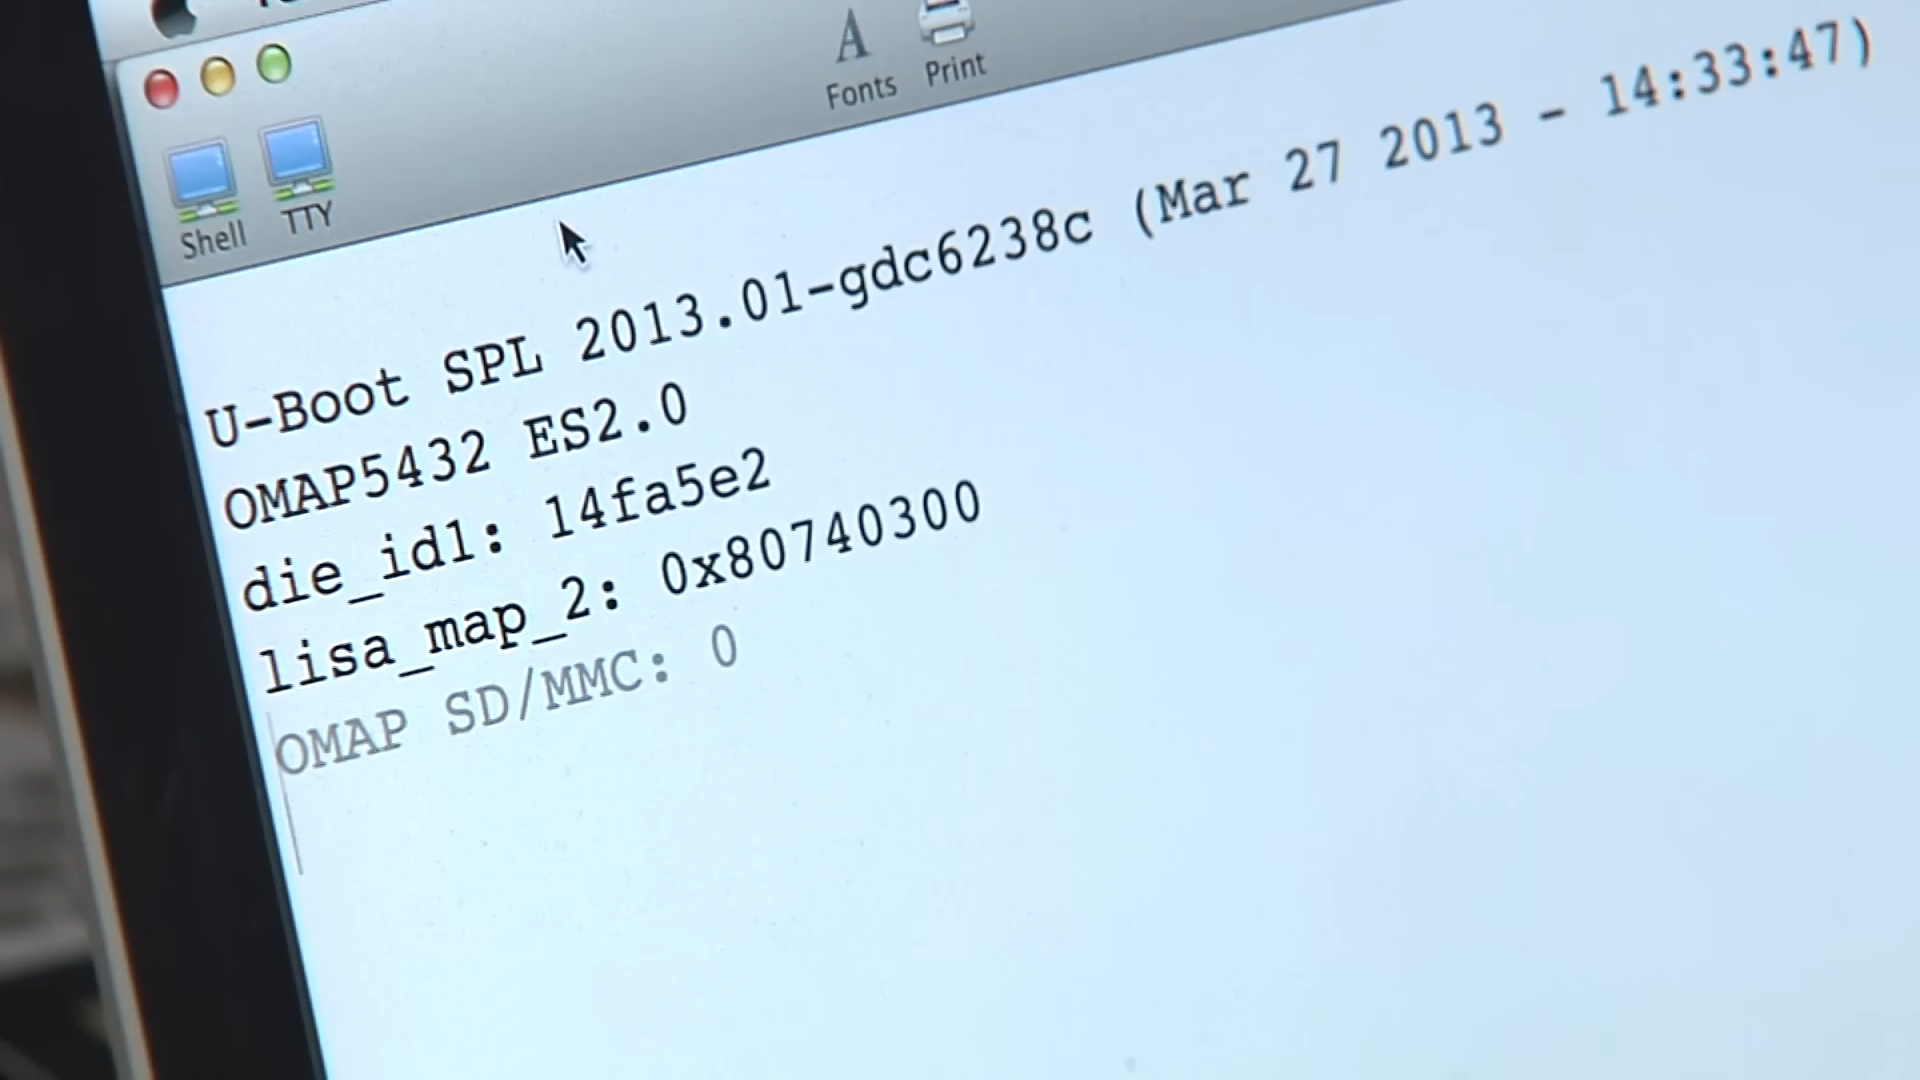 Fonts Print
Shell TTY
U-Boot SPL 2013.01-gdc6238c (Mar 27 2013 - 14:33:47)
OMAP5432 ES2.0
die_id1: 14fa5e2
lisa_map_2: 0x80740300
OMAP SD/MMC: 0